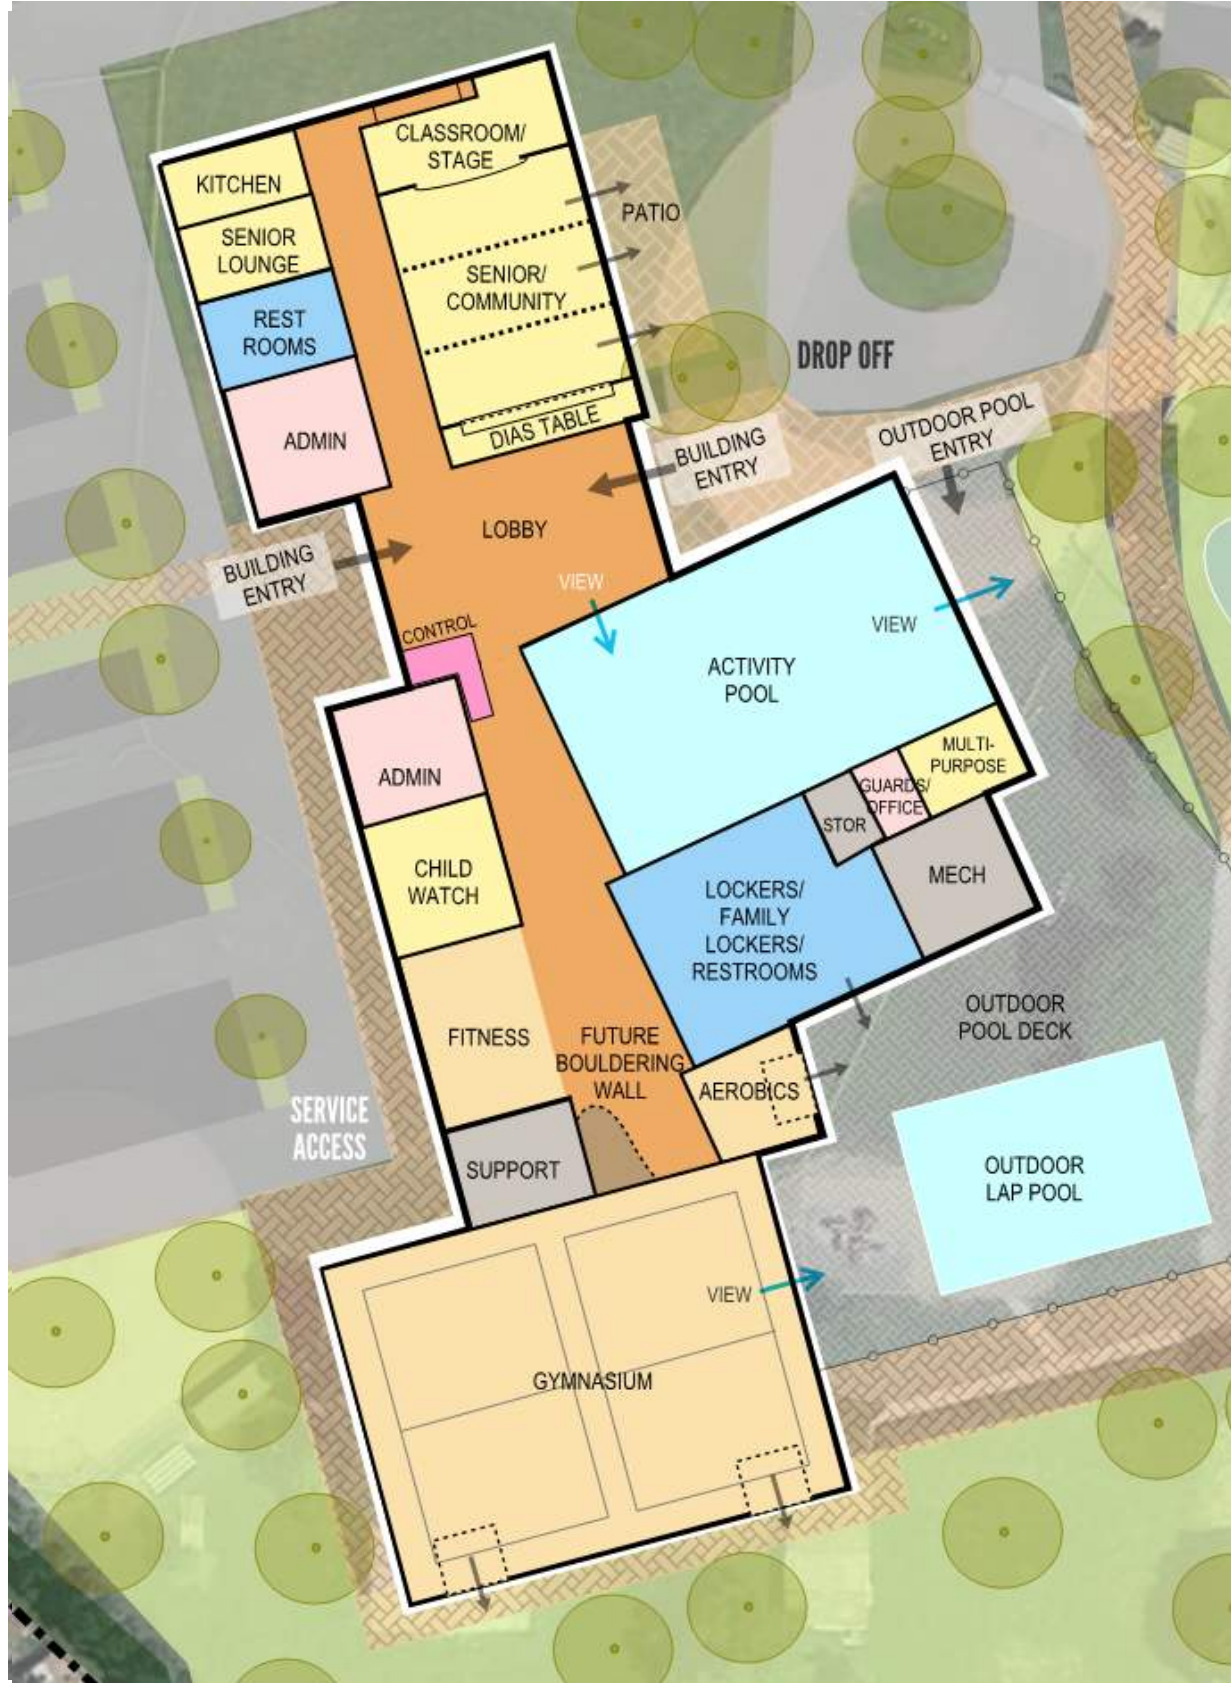 CLASSROOM/
STAGE
KITCHEN
PATIO
SENIOR
LOUNGE
SENIOR/
COMMUNITY
REST
ROOMS
DROP OFF
DIAS TABLE
ADMIN
BUILDING
ENTRY
OUTDOOR POOL
ENTRY
LOBBY
BUILDING
ENTRY
VIEW
VIEW
CONTROL
ACTIVITY
POOL
ADMIN
MULTI-
PURPOSE
GUARDS/
OFFICE
STOR
CHILD
WATCH
MECH
LOCKERS/
FAMILY
LOCKERS/
RESTROOMS
OUTDOOR
POOL DECK
FITNESS
FUTURE
BOULDERING
WALL
AEROBICS
SERVICE
ACCESS
SUPPORT
OUTDOOR
LAP POOL
VIEW
GYMNASIUM